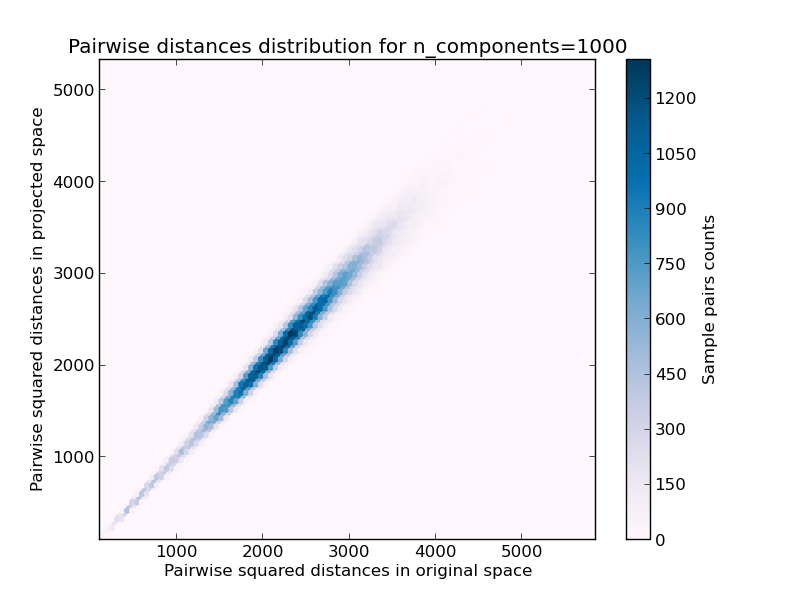 Pairwise distances distribution for n_components=1000
Pairwise squared distances in projected space
5000
4000
3000
2000
1000
1000 2000 3000 4000 5000
Pairwise squared distances in original space
1200
1050
900
750
600
450
300
150
0
Sample pairs counts